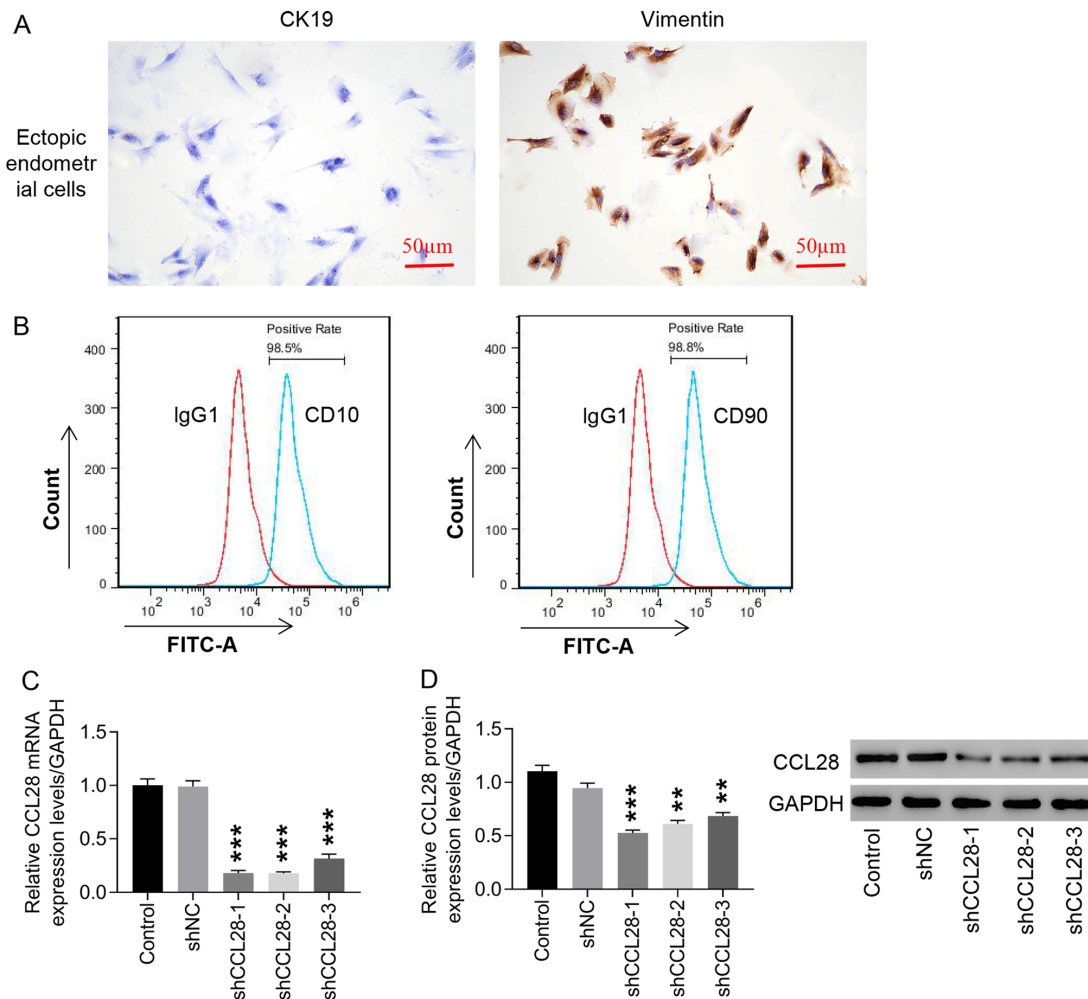 A
CK19
Vimentin
Ectopic
endometr
ial cells
50μm
50μm
B
Positive Rate
98.5%
400
300
200
100
0
IgG1
CD10
Count
10^2 10^3 10^4 10^5 10^6
FITC-A
Positive Rate
98.8%
400
300
200
100
0
IgG1
CD90
Count
10^2 10^3 10^4 10^5 10^6
FITC-A
C
Relative CCL28 mRNA
expression levels/GAPDH
1.5
1.0
0.5
0.0
***
***
***
Control
shNC
shCCL28-1
shCCL28-2
shCCL28-3
D
Relative CCL28 protein
expression levels/GAPDH
1.5
1.0
0.5
0.0
***
**
**
Control
shNC
shCCL28-1
shCCL28-2
shCCL28-3
CCL28
GAPDH
Control
shNC
shCCL28-1
shCCL28-2
shCCL28-3